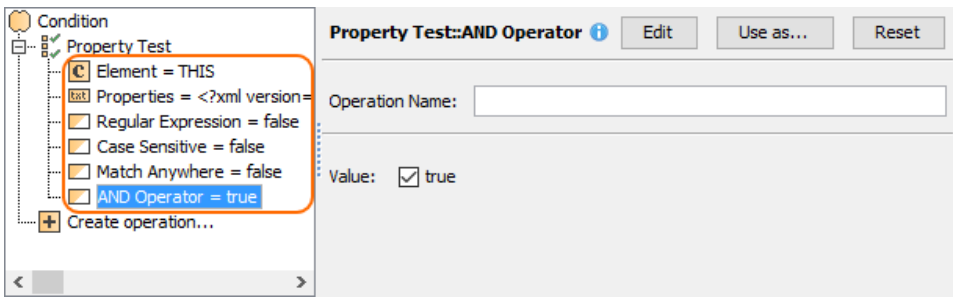 Condition
Property Test
C Element = THIS
txt Properties = <?xml version=
Regular Expression = false
Case Sensitive = false
Match Anywhere = false
AND Operator = true
Create operation...
Property Test::AND Operator i Edit Use as... Reset
Operation Name:
Value: true